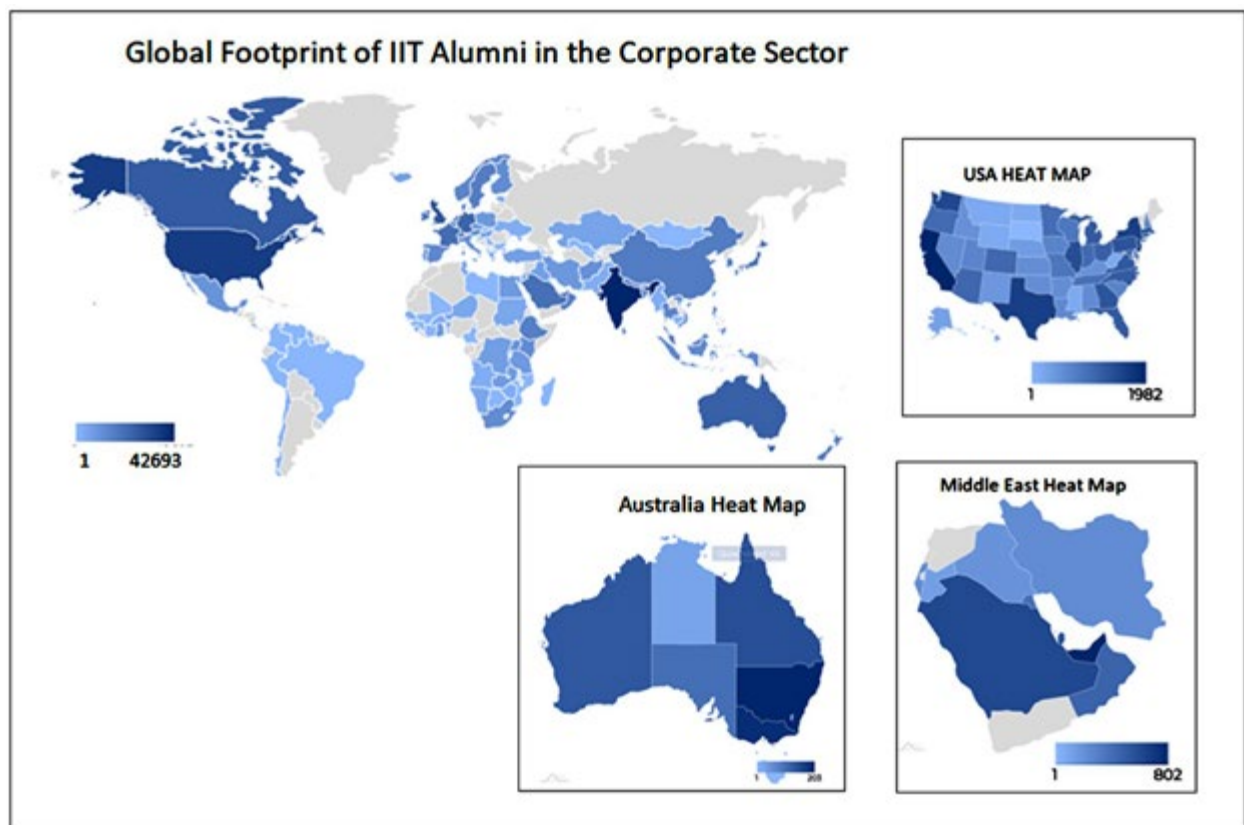 Global Footprint of IIT Alumni in the Corporate Sector
USA HEAT MAP
1 1982
1 42693
Australia Heat Map
1
Middle East Heat Map
1 802